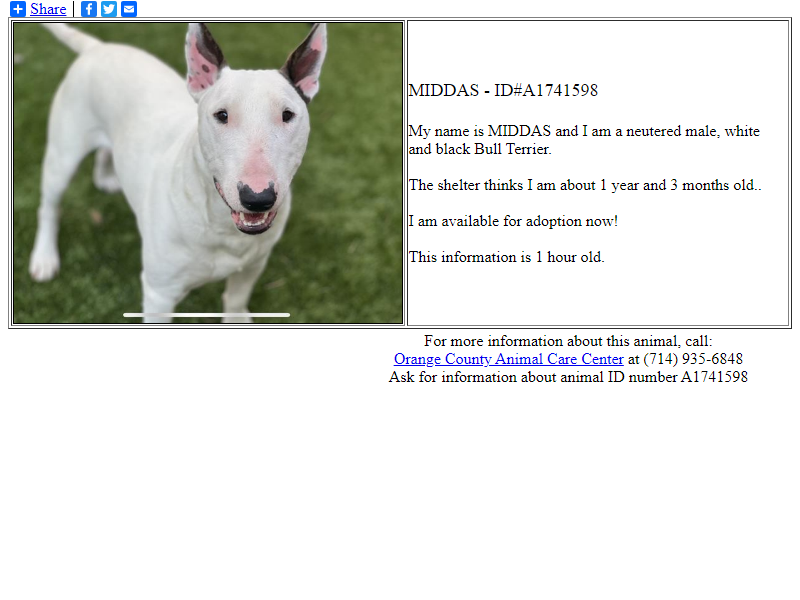 Share
MIDDAS - ID#A1741598
My name is MIDDAS and I am a neutered male, white
and black Bull Terrier.
The shelter thinks I am about 1 year and 3 months old..
I am available for adoption now!
This information is 1 hour old.
For more information about this animal, call:
Orange County Animal Care Center at (714) 935-6848
Ask for information about animal ID number A1741598